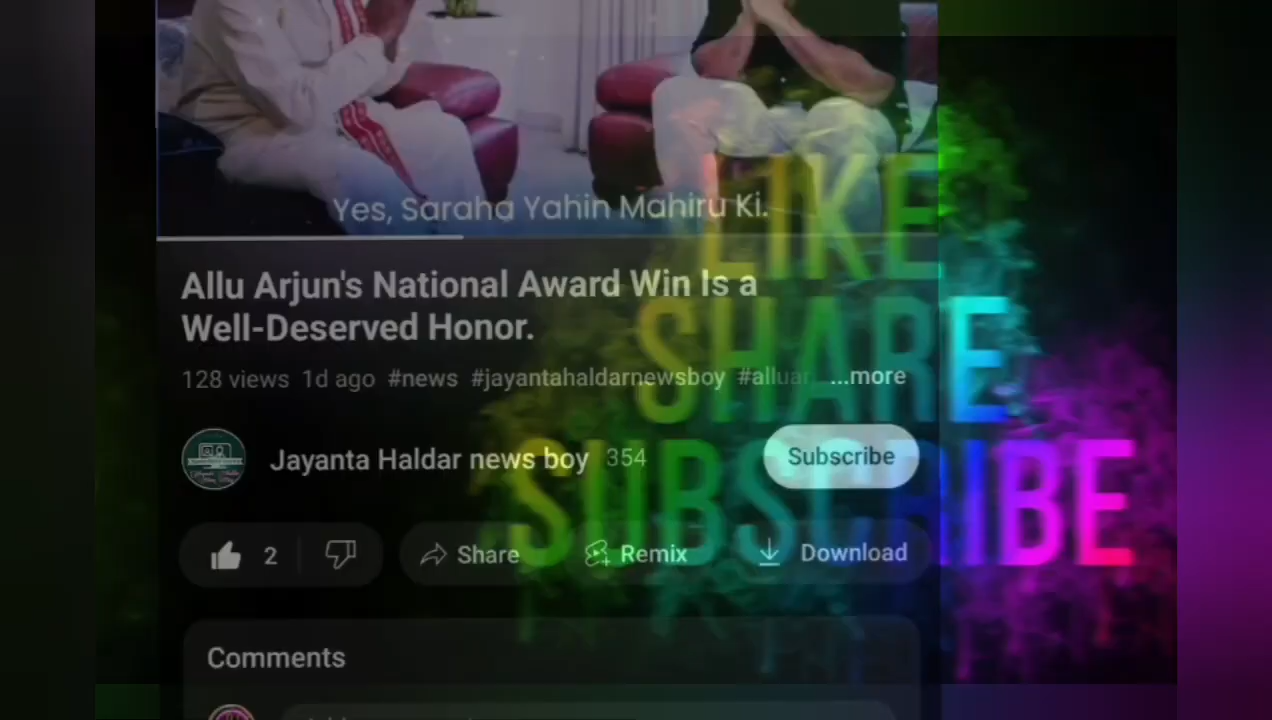 Yes, Saraha Yahin Mahiru Ki.
LIKE
SHARE
SUBSCRIBE
Allu Arjun's National Award Win Is a
Well-Deserved Honor.
128 views 1d ago #news #jayantahaldarnewsboy #alluar ...more
Jayanta Haldar news boy 354
Subscribe
2
Share
Remix
Download
Comments